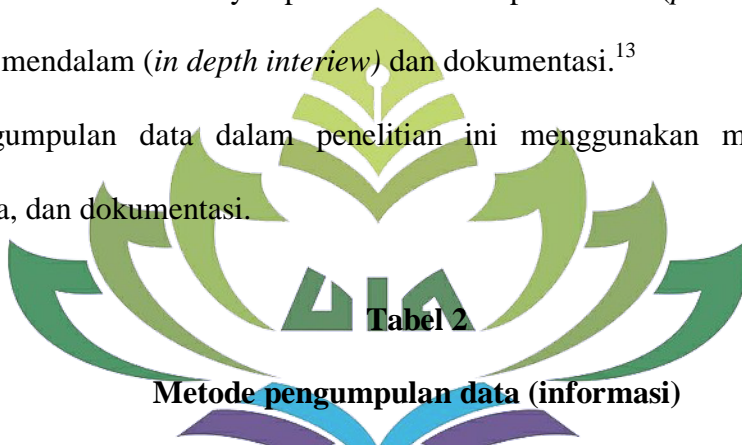 mendalam (in depth interiew) dan dokumentasi.13
data dalam penelitian ini menggunakan
dan dokumentasi.
Tabel 2
Metode pengumpulan data (informasi)